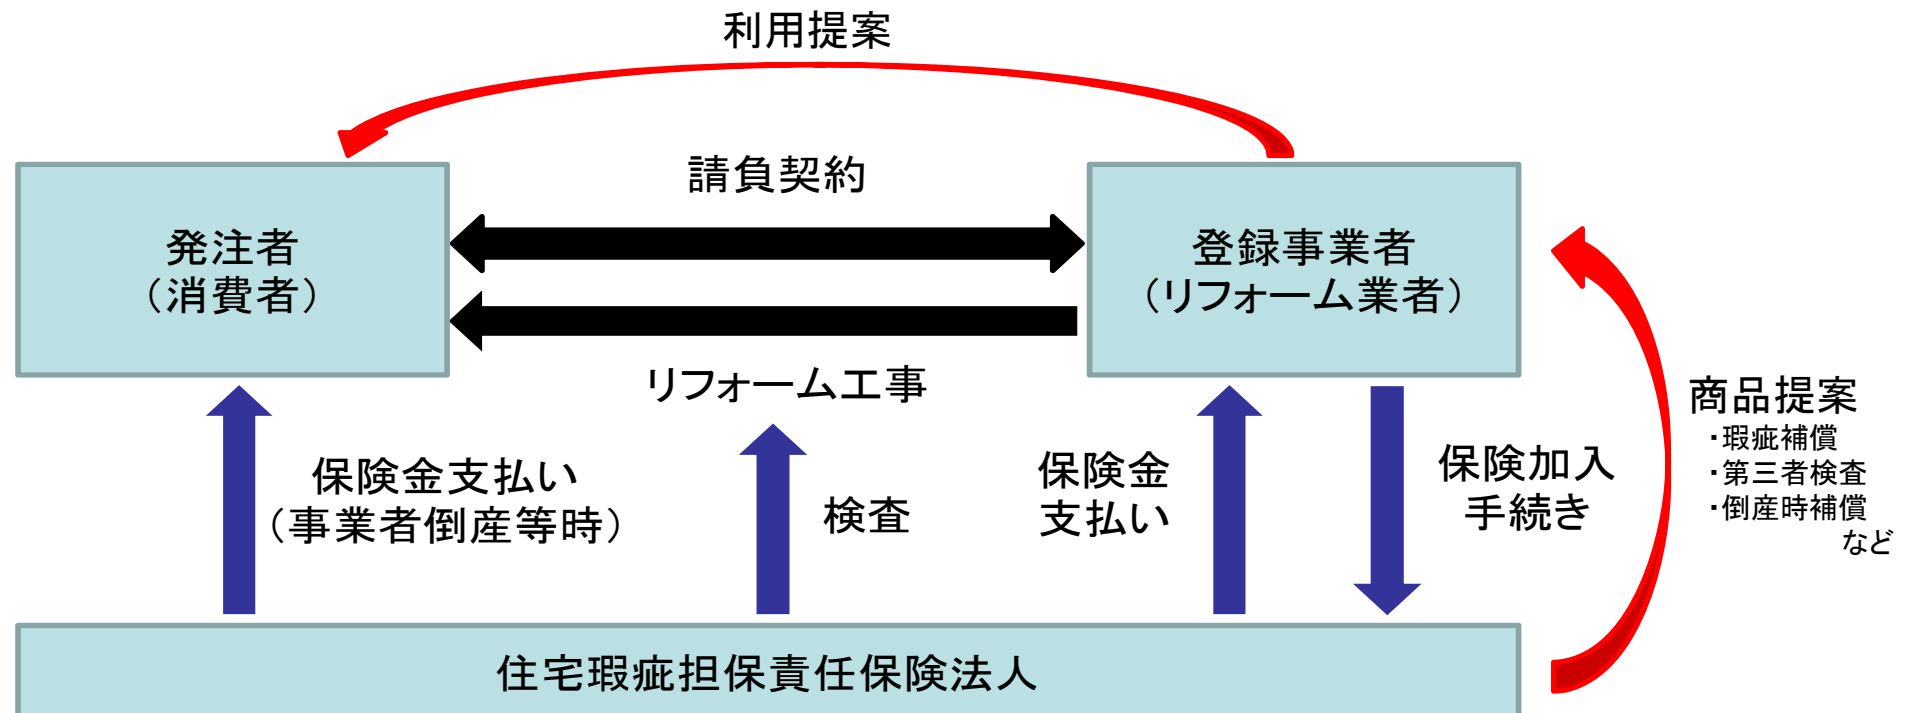 利用提案
請負契約
発注者
（消費者）
登録事業者
（リフォーム業者）
リフォーム工事
商品提案
・瑕疵補償
・第三者検査
・倒産時補償
など
保険金支払い
（事業者倒産等時）
検査
保険金
支払い
保険加入
手続き
住宅瑕疵担保責任保険法人